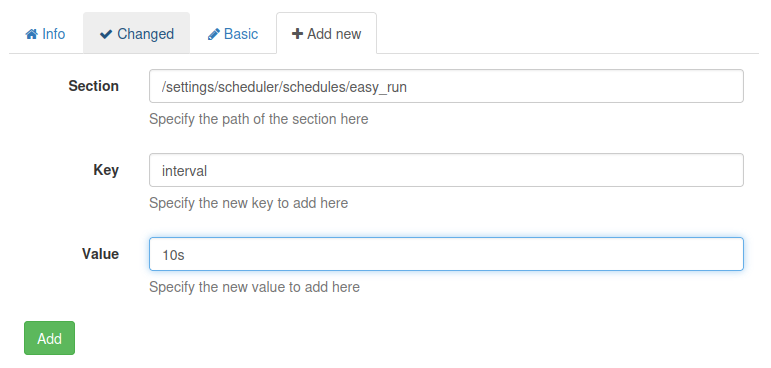 Info Changed Basic Add new
Section /settings/scheduler/schedules/easy_run
Specify the path of the section here
Key interval
Specify the new key to add here
Value 10s
Specify the new value to add here
Add